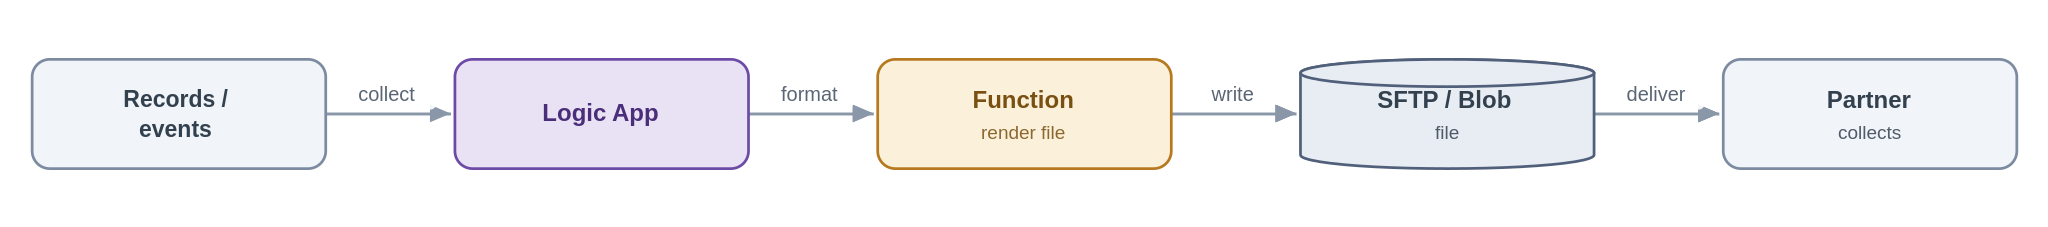 Records /
events
collect
Logic App
format
Function
render file
write
SFTP / Blob
file
deliver
Partner
collects